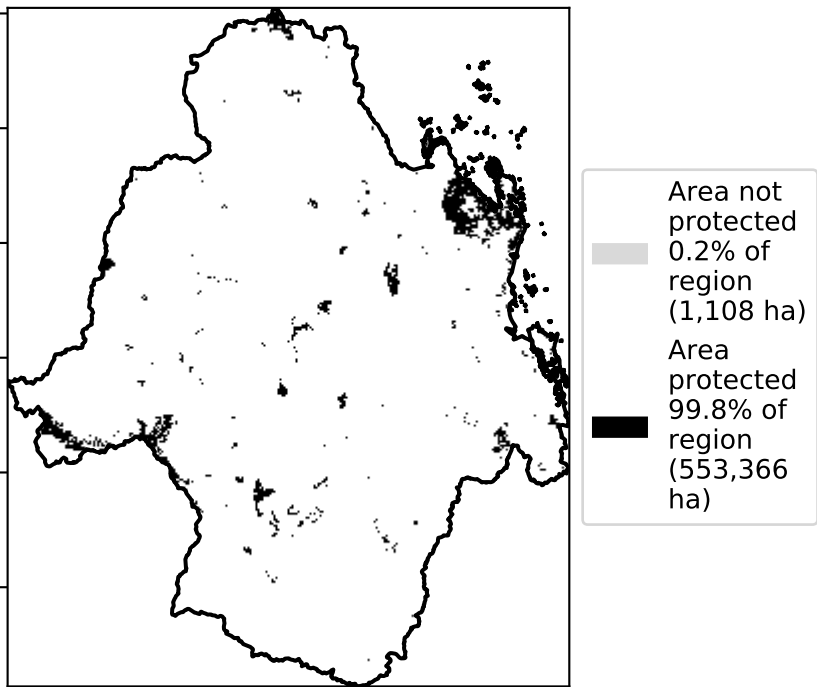 Area not
protected
0.2% of
region
(1,108 ha)
Area
protected
99.8% of
region
(553,366
ha)